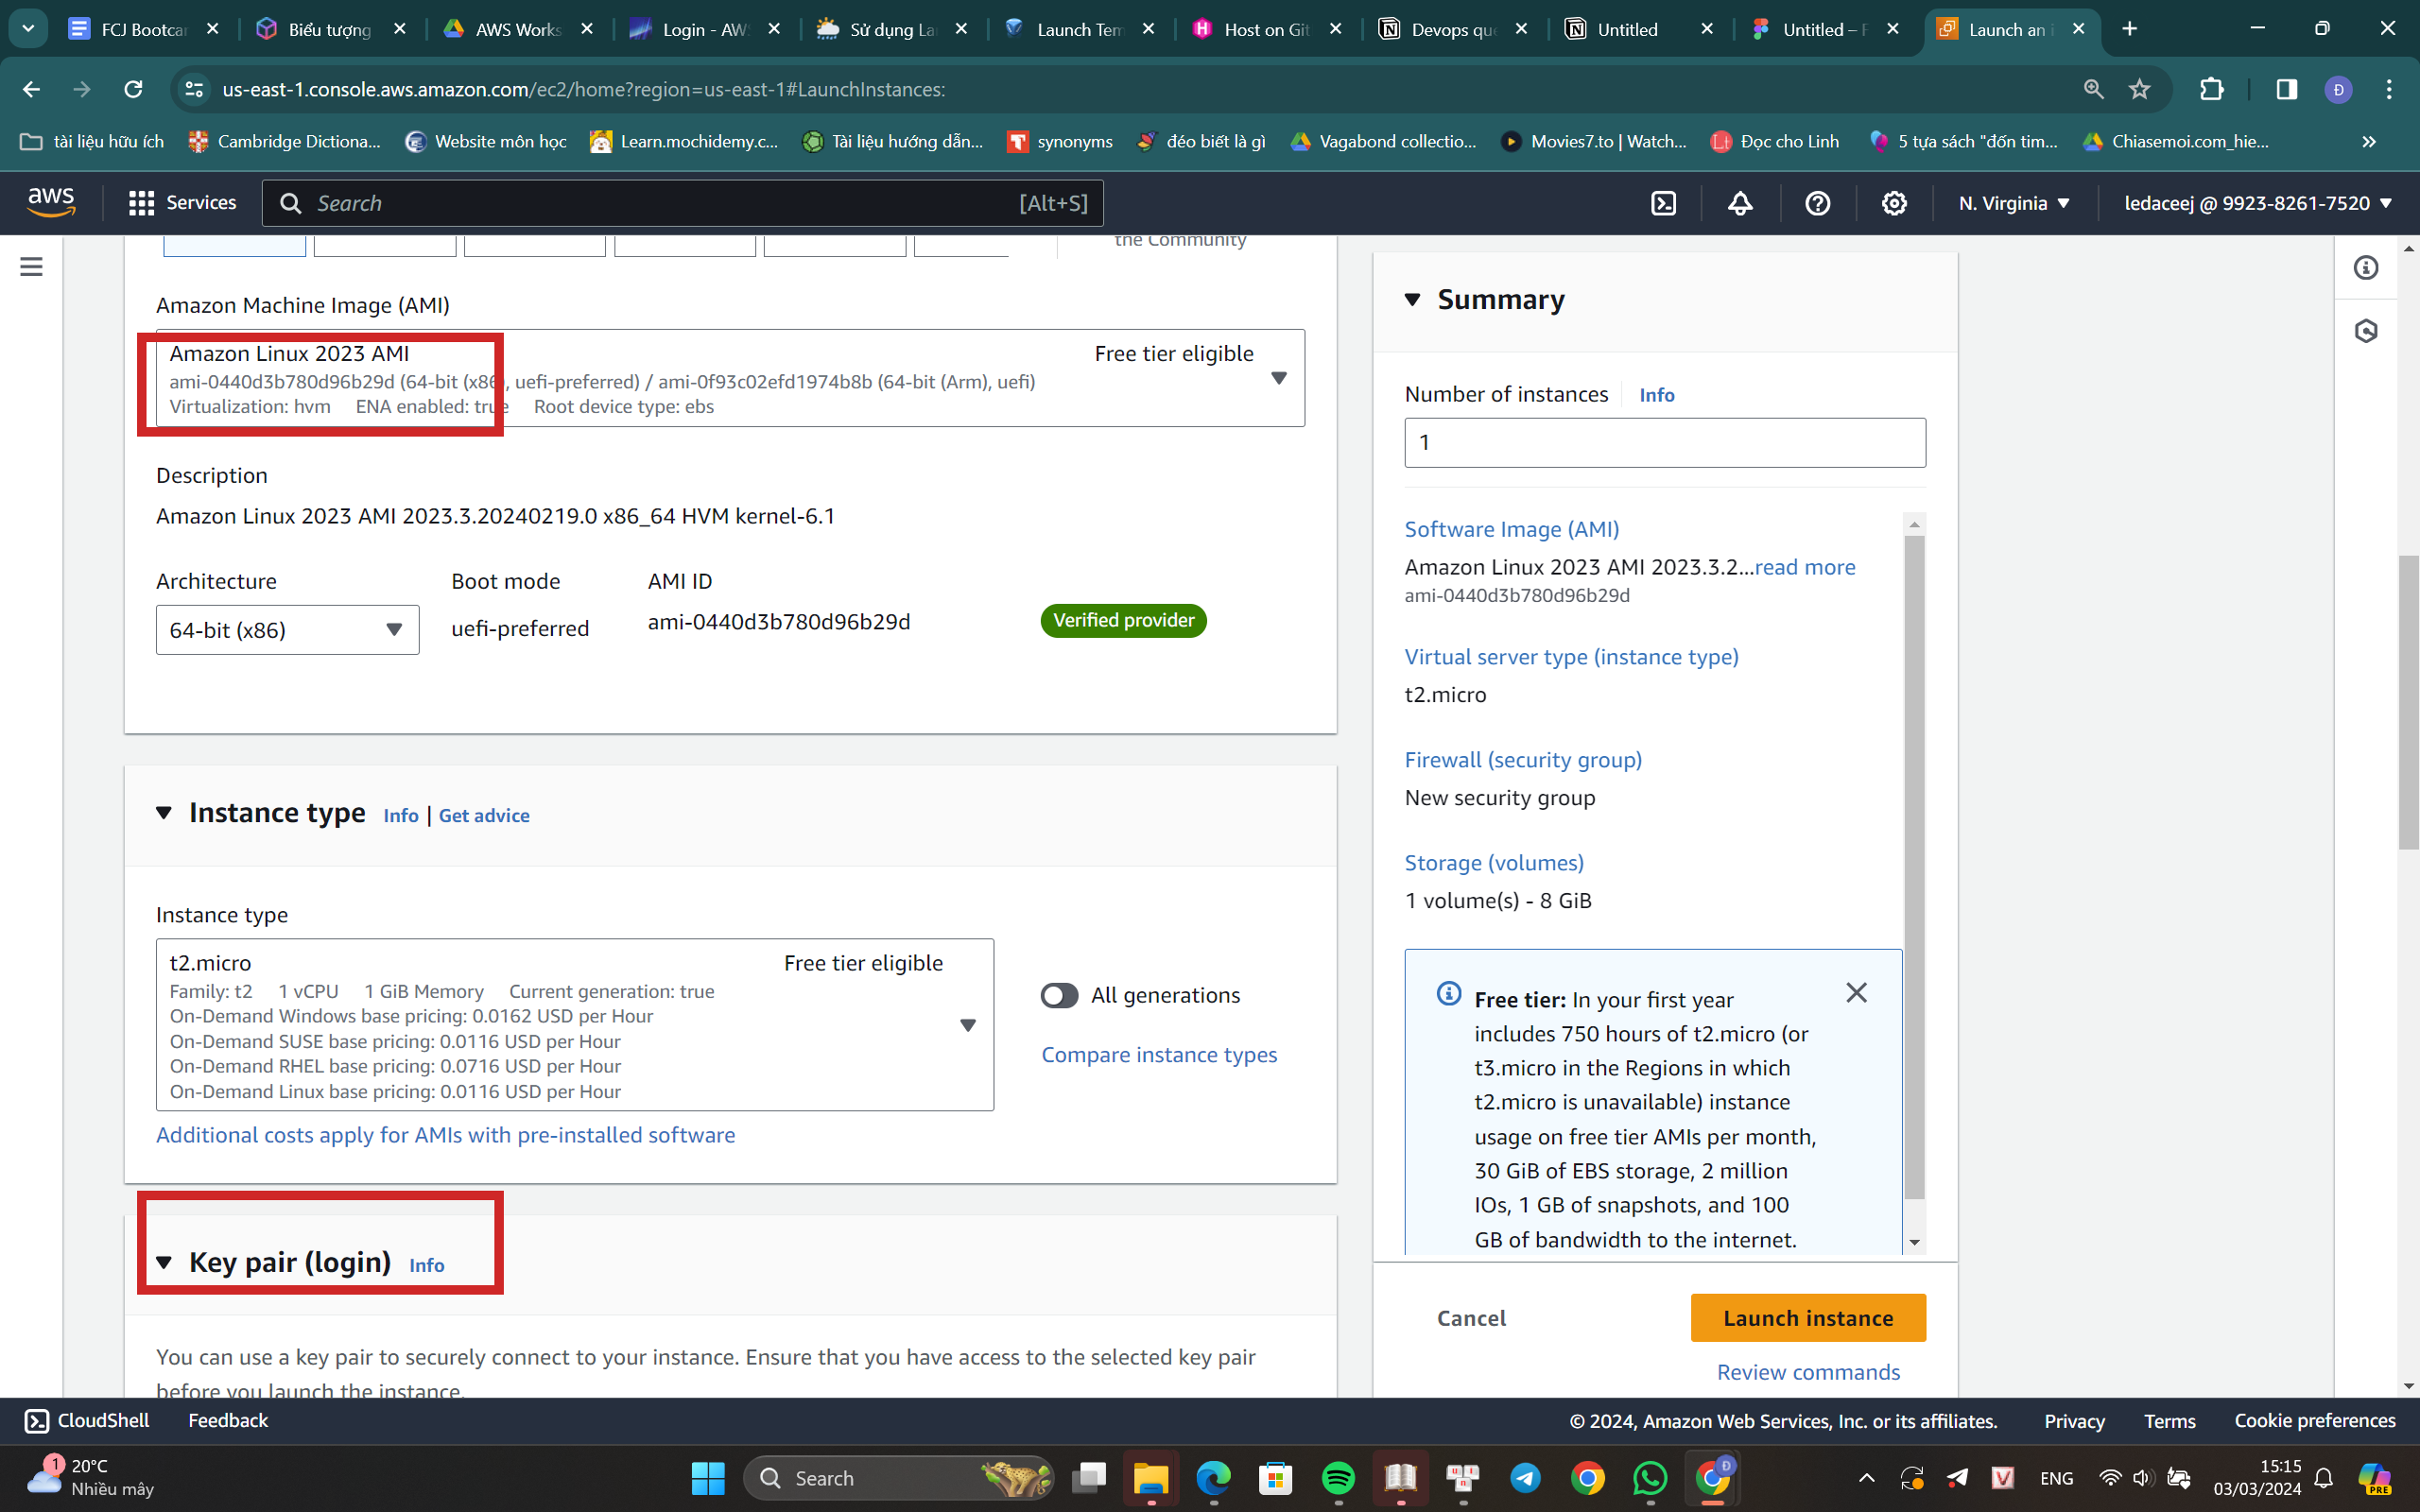 FCJ Bootcar
Biểu tượng
AWS Works
Login - AW
Sử dụng La
Launch Tem
Host on Git
Devops que
Untitled
Untitled – F
Launch an i
us-east-1.console.aws.amazon.com/ec2/home?region=us-east-1#LaunchInstances:
Đ
tài liệu hữu ích
Cambridge Dictiona...
Website môn học
Learn.mochidemy.c...
Tài liệu hướng dẫn...
synonyms
đéo biết là gì
Vagabond collectio...
Movies7.to | Watch...
Đọc cho Linh
5 tựa sách "đốn tim...
Chiasemoi.com_hie...
aws
Services
Search
[Alt+S]
N. Virginia
ledaceej @ 9923-8261-7520
the Community
Amazon Machine Image (AMI)
Amazon Linux 2023 AMI
Free tier eligible
ami-0440d3b780d96b29d (64-bit (x86), uefi-preferred) / ami-0f93c02efd1974b8b (64-bit (Arm), uefi)
Virtualization: hvm ENA enabled: true Root device type: ebs
Description
Amazon Linux 2023 AMI 2023.3.20240219.0 x86_64 HVM kernel-6.1
Architecture
Boot mode
AMI ID
64-bit (x86)
uefi-preferred
ami-0440d3b780d96b29d
Verified provider
Instance type Info | Get advice
Instance type
t2.micro
Free tier eligible
Family: t2 1 vCPU 1 GiB Memory Current generation: true
On-Demand Windows base pricing: 0.0162 USD per Hour
On-Demand SUSE base pricing: 0.0116 USD per Hour
On-Demand RHEL base pricing: 0.0716 USD per Hour
On-Demand Linux base pricing: 0.0116 USD per Hour
All generations
Compare instance types
Additional costs apply for AMIs with pre-installed software
Key pair (login) Info
You can use a key pair to securely connect to your instance. Ensure that you have access to the selected key pair
before you launch the instance.
Summary
Number of instances Info
1
Software Image (AMI)
Amazon Linux 2023 AMI 2023.3.2...read more
ami-0440d3b780d96b29d
Virtual server type (instance type)
t2.micro
Firewall (security group)
New security group
Storage (volumes)
1 volume(s) - 8 GiB
Free tier: In your first year
includes 750 hours of t2.micro (or
t3.micro in the Regions in which
t2.micro is unavailable) instance
usage on free tier AMIs per month,
30 GiB of EBS storage, 2 million
IOs, 1 GB of snapshots, and 100
GB of bandwidth to the internet.
Cancel
Launch instance
Review commands
CloudShell
Feedback
© 2024, Amazon Web Services, Inc. or its affiliates.
Privacy
Terms
Cookie preferences
1
20°C
Nhiều mây
Search
Đ
V
ENG
15:15
03/03/2024
PRE